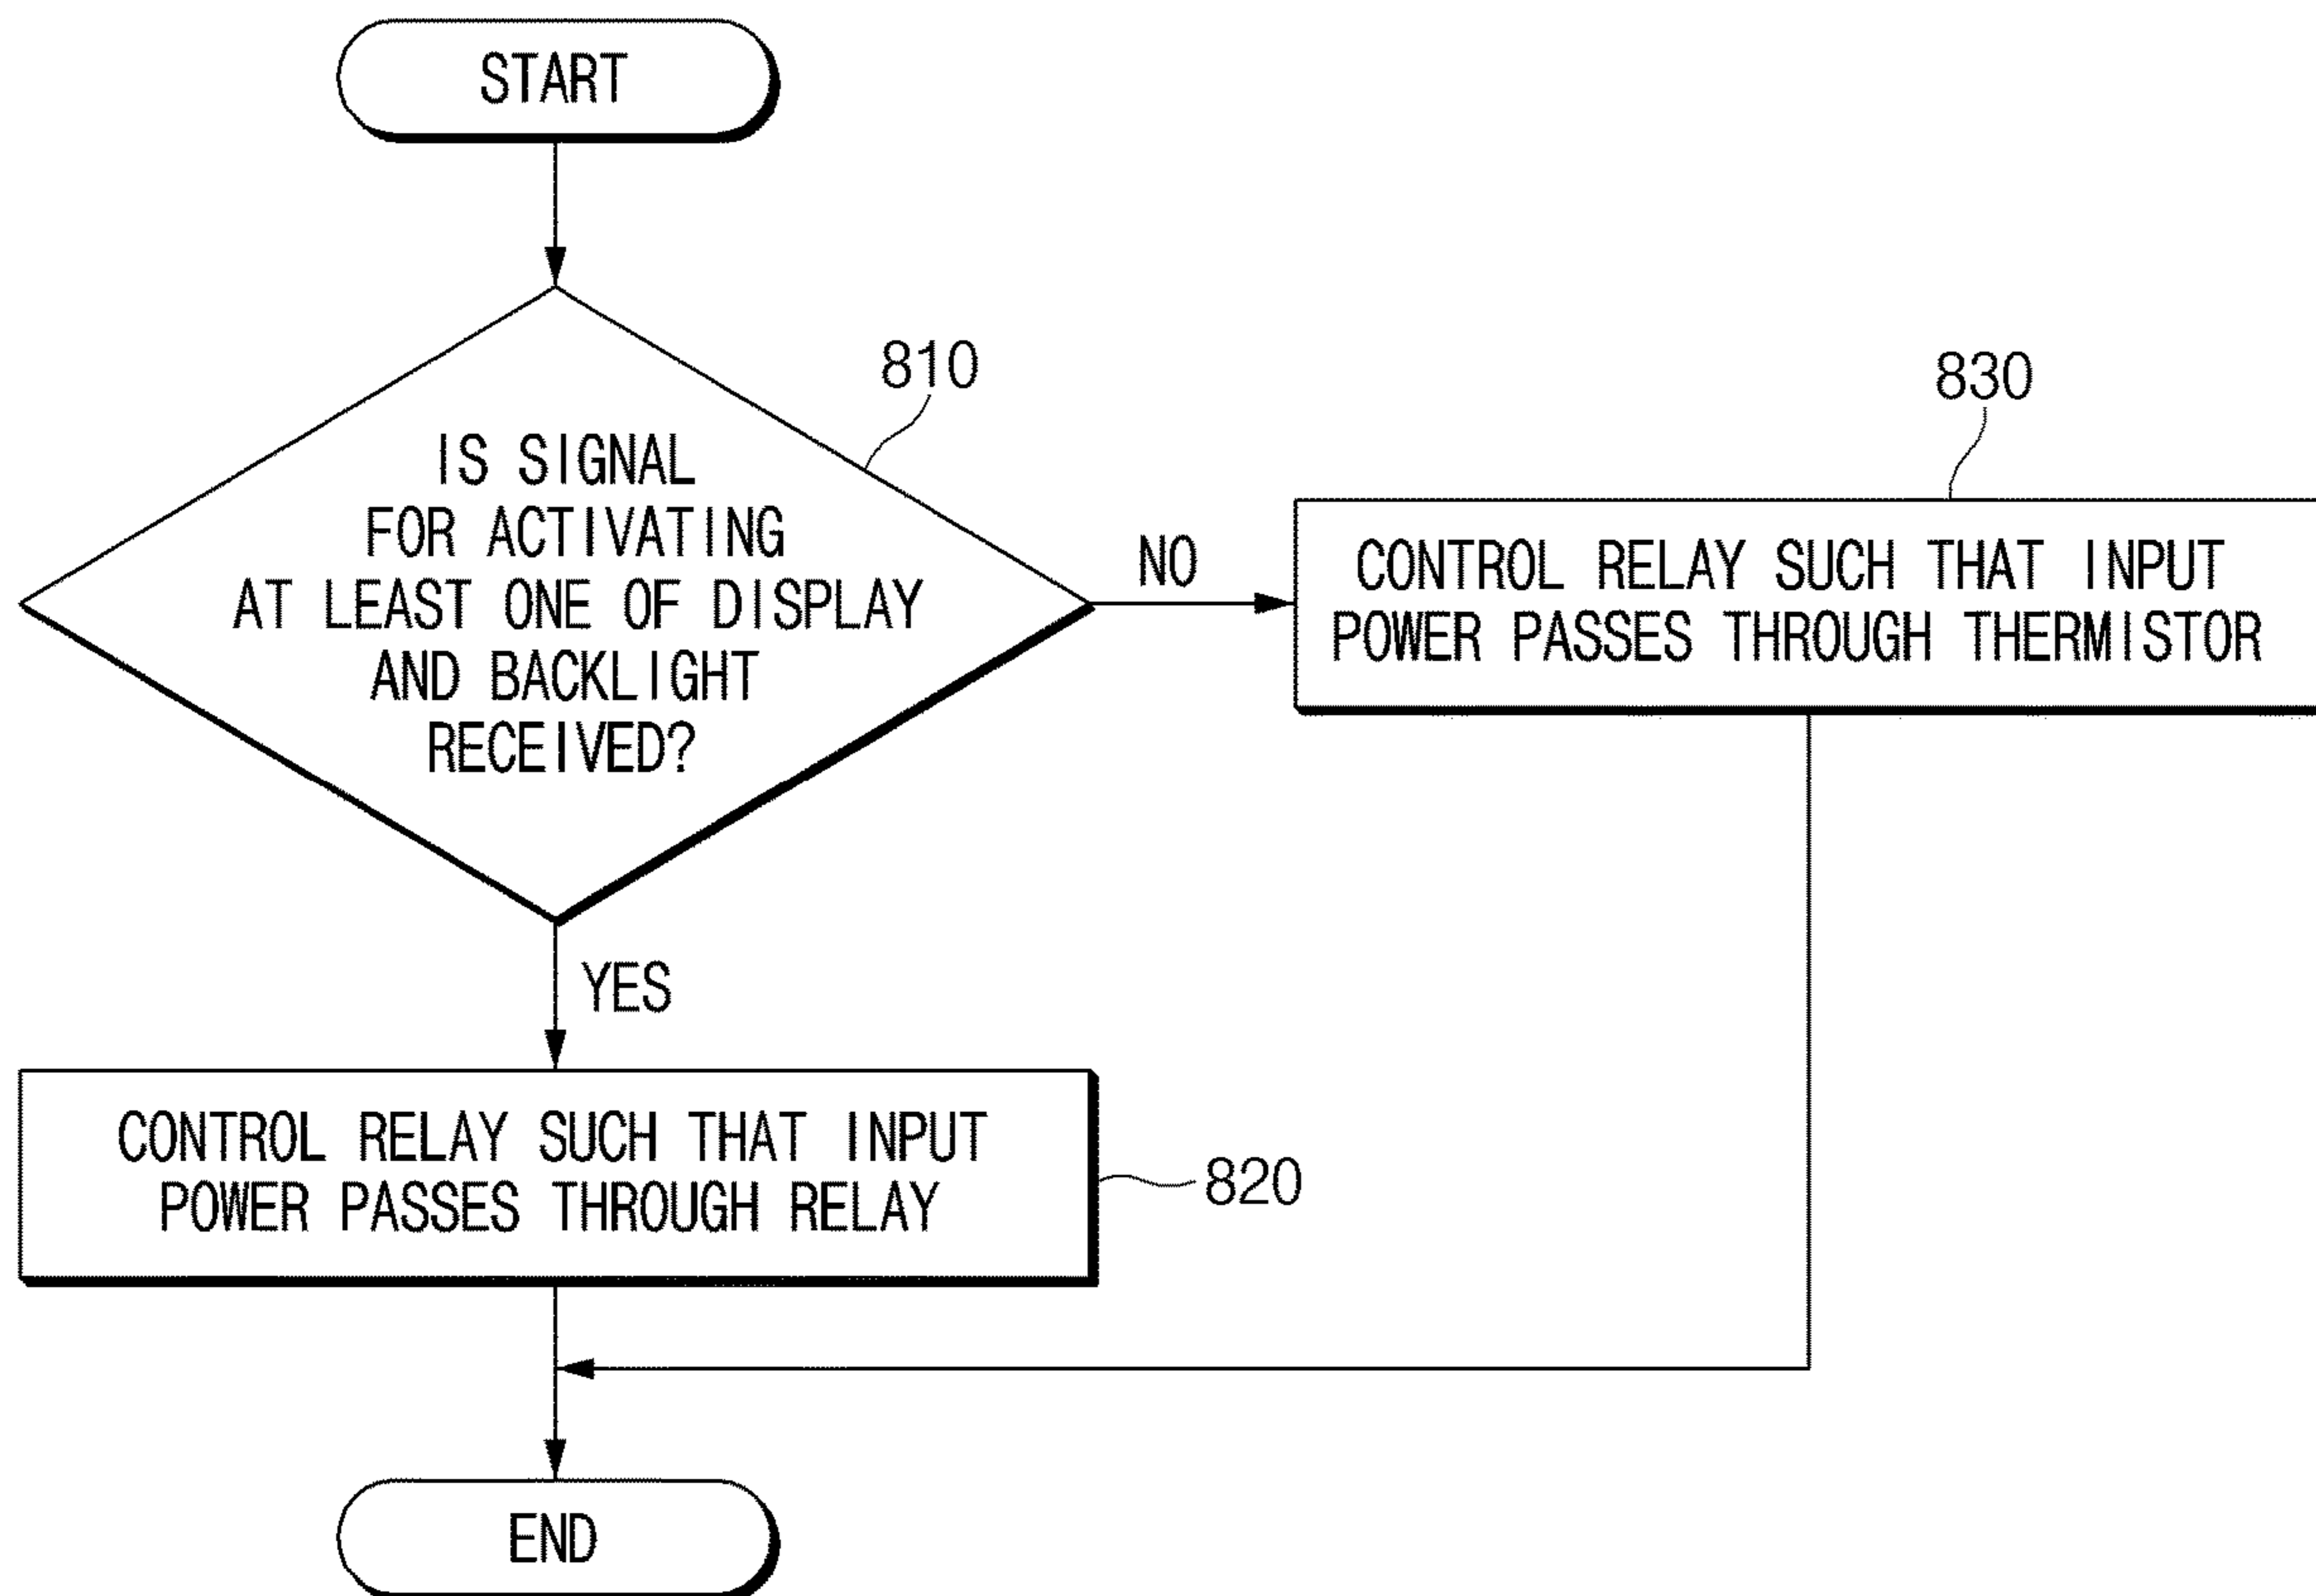 START
810
IS SIGNAL
FOR ACTIVATING
AT LEAST ONE OF DISPLAY
AND BACKLIGHT
RECEIVED?
NO
830
CONTROL RELAY SUCH THAT INPUT
POWER PASSES THROUGH THERMISTOR
YES
CONTROL RELAY SUCH THAT INPUT
POWER PASSES THROUGH RELAY
820
END